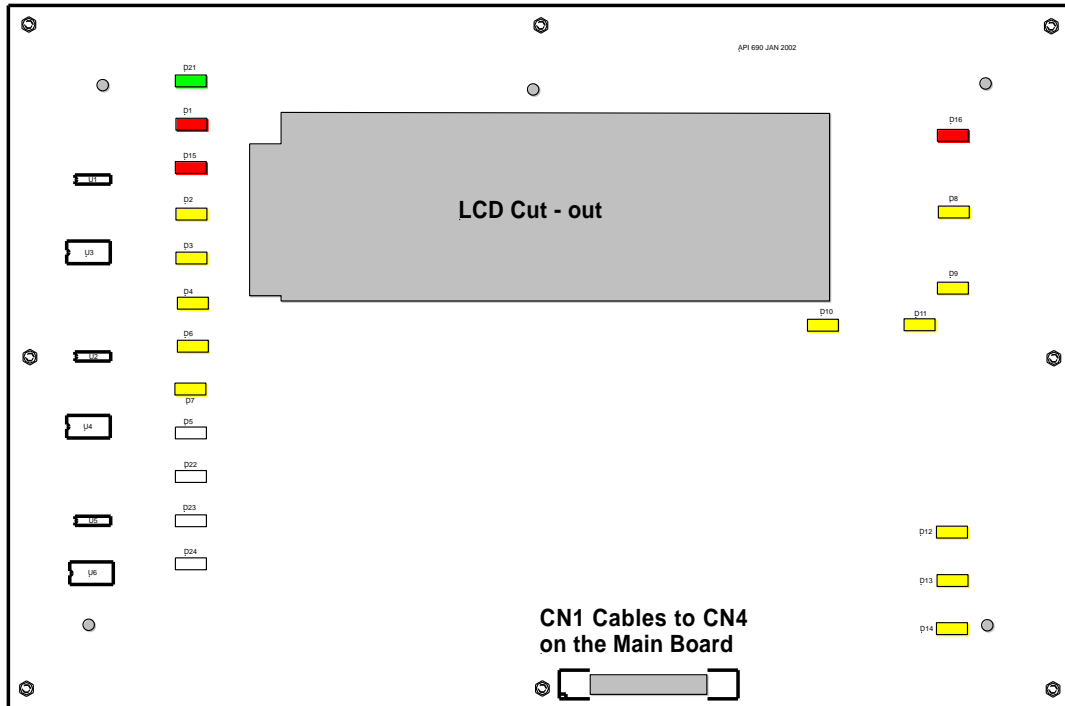 API 690 JAN 2002
D21
D1
D16
D15
U1
D2
D8
LCD Cut - out
D3
U3
D9
D4
D10
D11
D6
U2
D7
D5
U4
D22
D23
U5
D12
D24
U6
D13
CN1 Cables to CN4
on the Main Board
D14